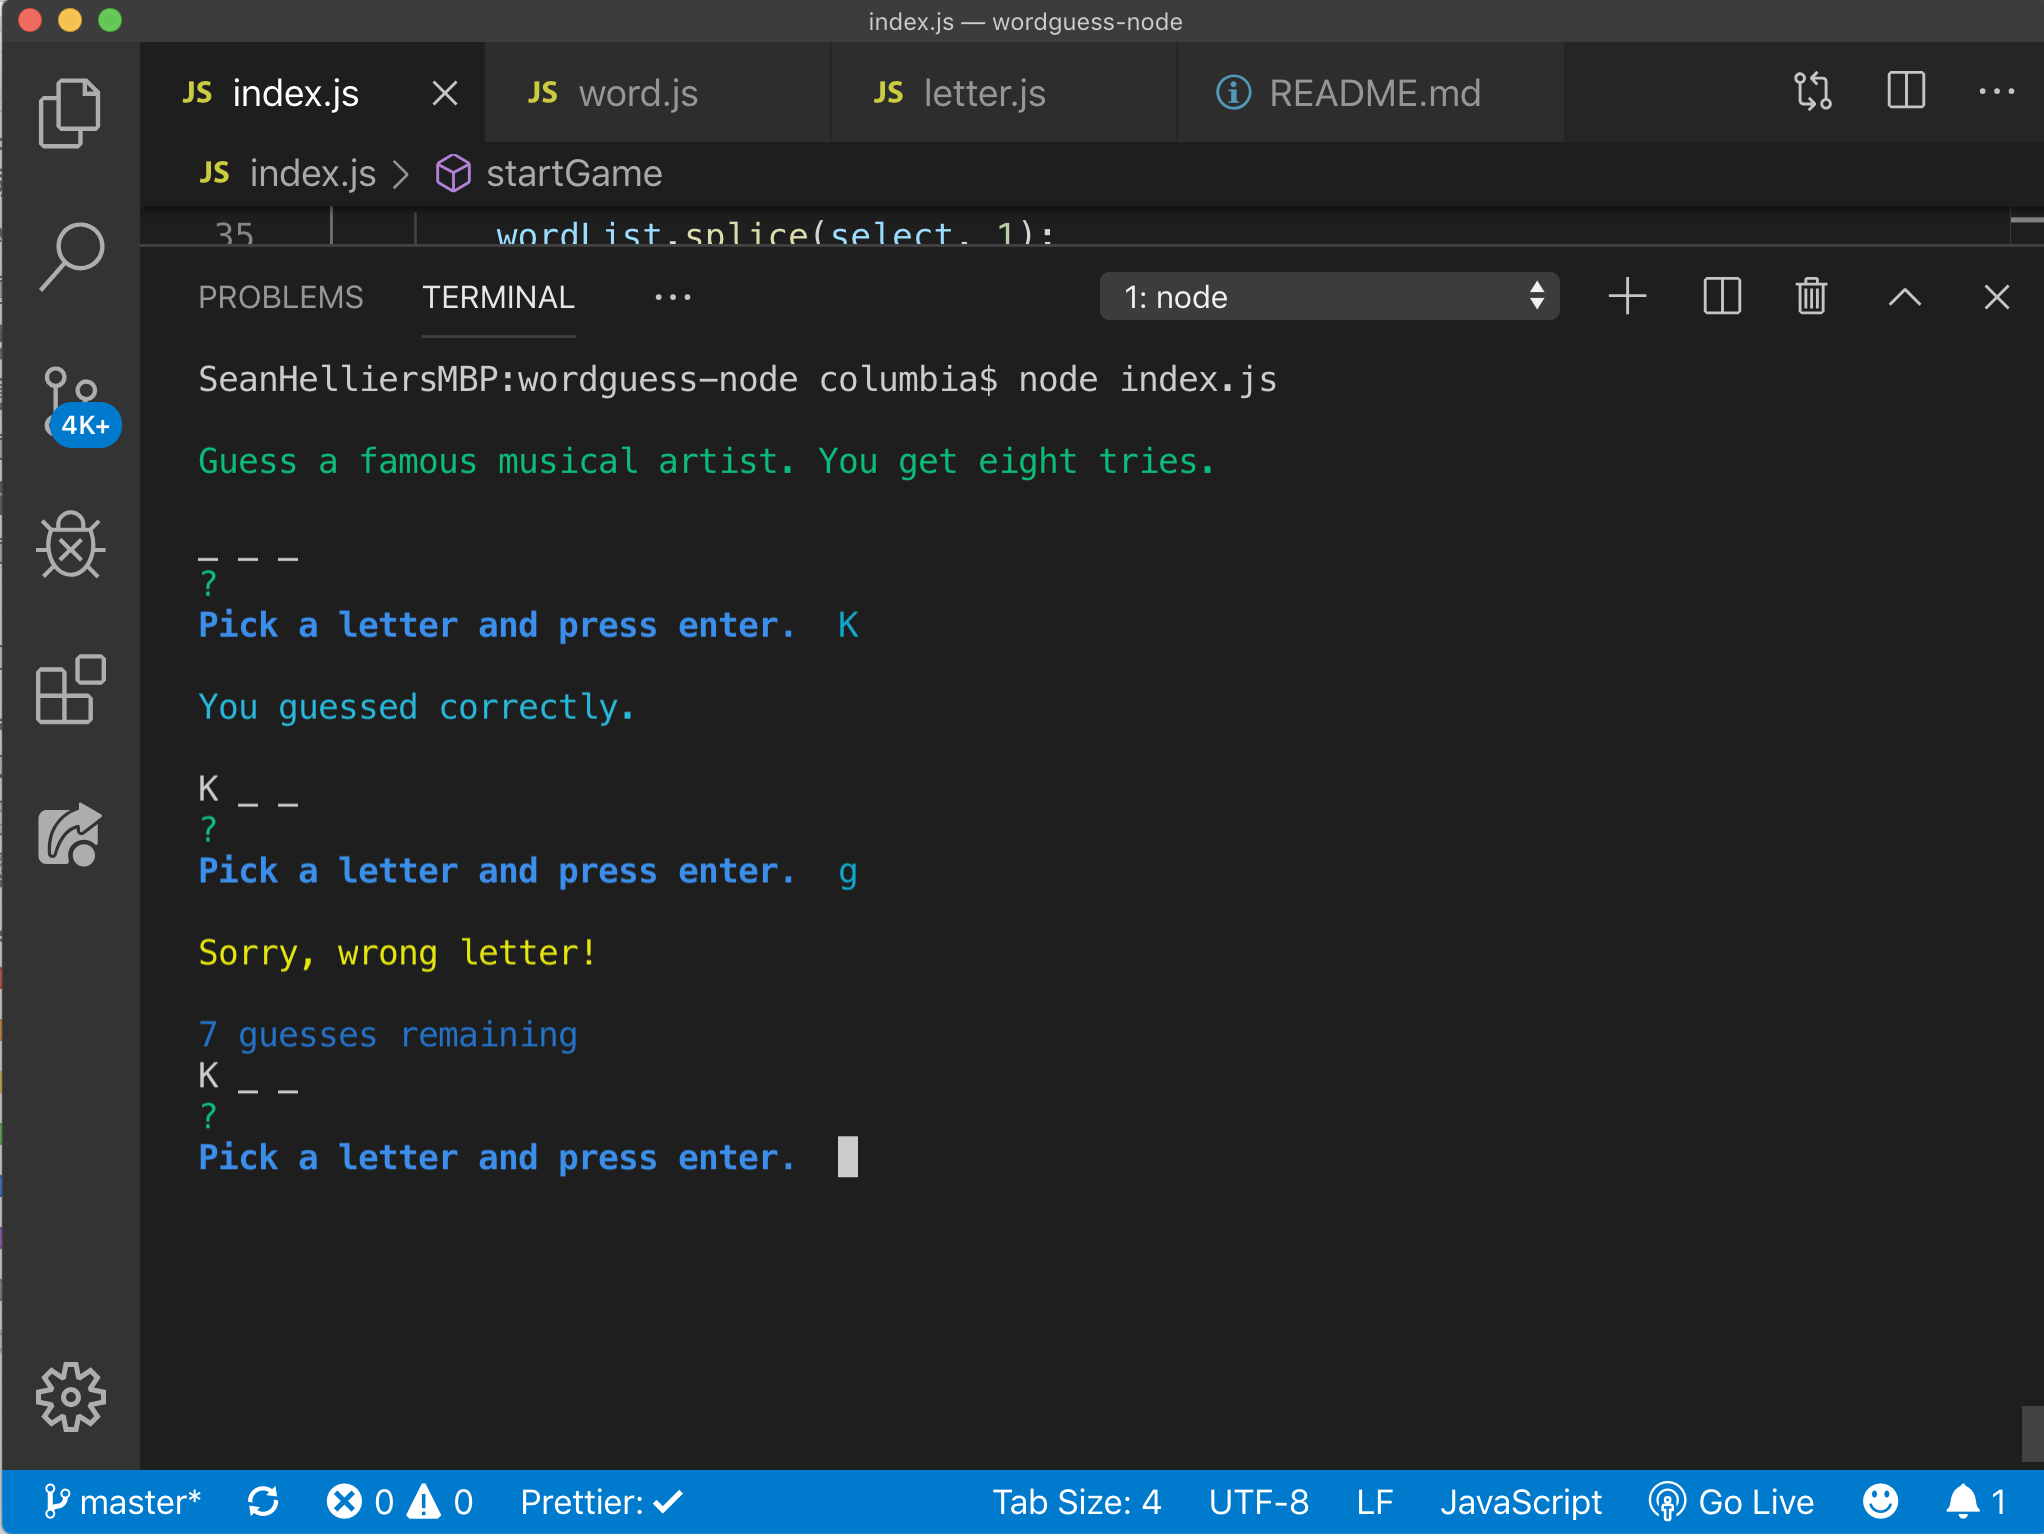 index.js — wordguess-node
JS index.js JS word.js JS letter.js README.md
JS index.js > startGame
35 wordList.splice(select, 1);
PROBLEMS TERMINAL ... 1: node
SeanHelliersMBP:wordguess-node columbia$ node index.js
Guess a famous musical artist. You get eight tries.
_ _ _
?
Pick a letter and press enter. K
You guessed correctly.
K _ _
?
Pick a letter and press enter. g
Sorry, wrong letter!
7 guesses remaining
K _ _
?
Pick a letter and press enter.
4K+
master* 0 0 Prettier: ✓ Tab Size: 4 UTF-8 LF JavaScript Go Live 1